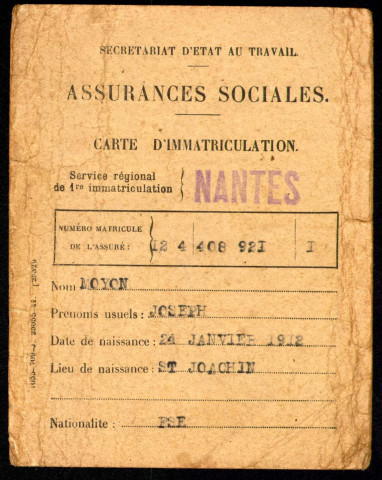 SECRETARIAT D'ETAT AU TRAVAIL.
ASSURANCES SOCIALES.
CARTE D'IMMATRICULATION.
Service régional
de 1re immatriculation
NANTES
NUMÉRO MATRICULE
DE L'ASSURÉ : 12 4 408 921 I
Nom MOYON
Prenoms usuels : JOSEPH
Date de naissance : 24 JANVIER 1912
Lieu de naissance : ST JOACHIN
Nationalite : FSE